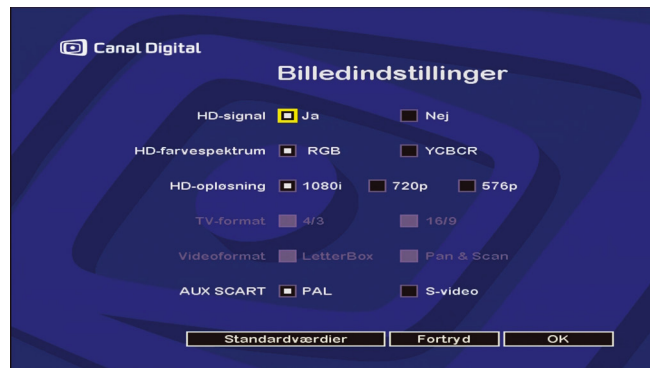 Canal Digital
Billedindstillinger
HD-signal Ja Nej
HD-farvespektrum RGB YCBCR
HD-opløsning 1080i 720p 576p
TV-format 4/3 16/9
Videoformat LetterBox Pan & Scan
AUX SCART PAL S-video
Standardværdier Fortryd OK